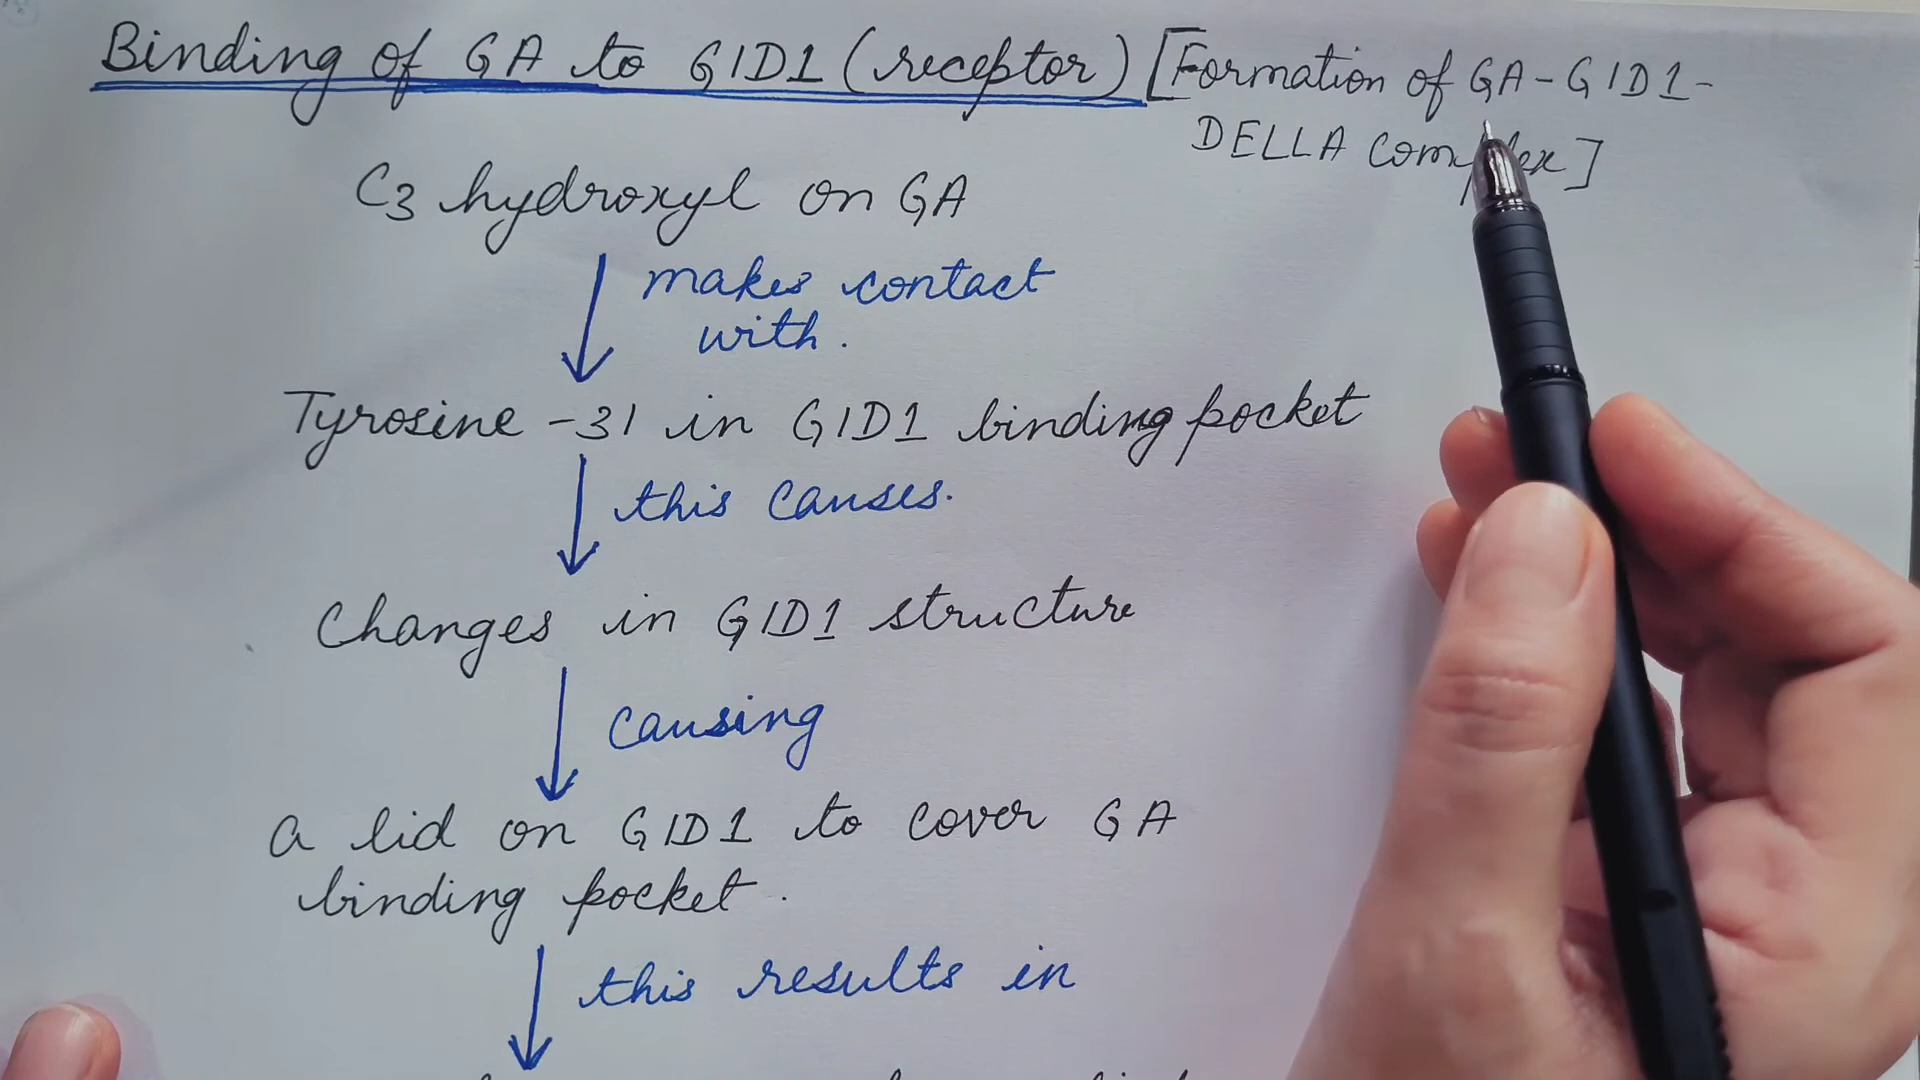 Binding of GA to GID1 (receptor) [Formation of GA-GID1-
DELLA Complex]
C3 hydroxyl on GA
makes contact
with.
Tyrosine -31 in GID1 binding pocket
this causes.
Changes in GID1 structure
causing
a lid on GID1 to cover GA
binding pocket.
this results in